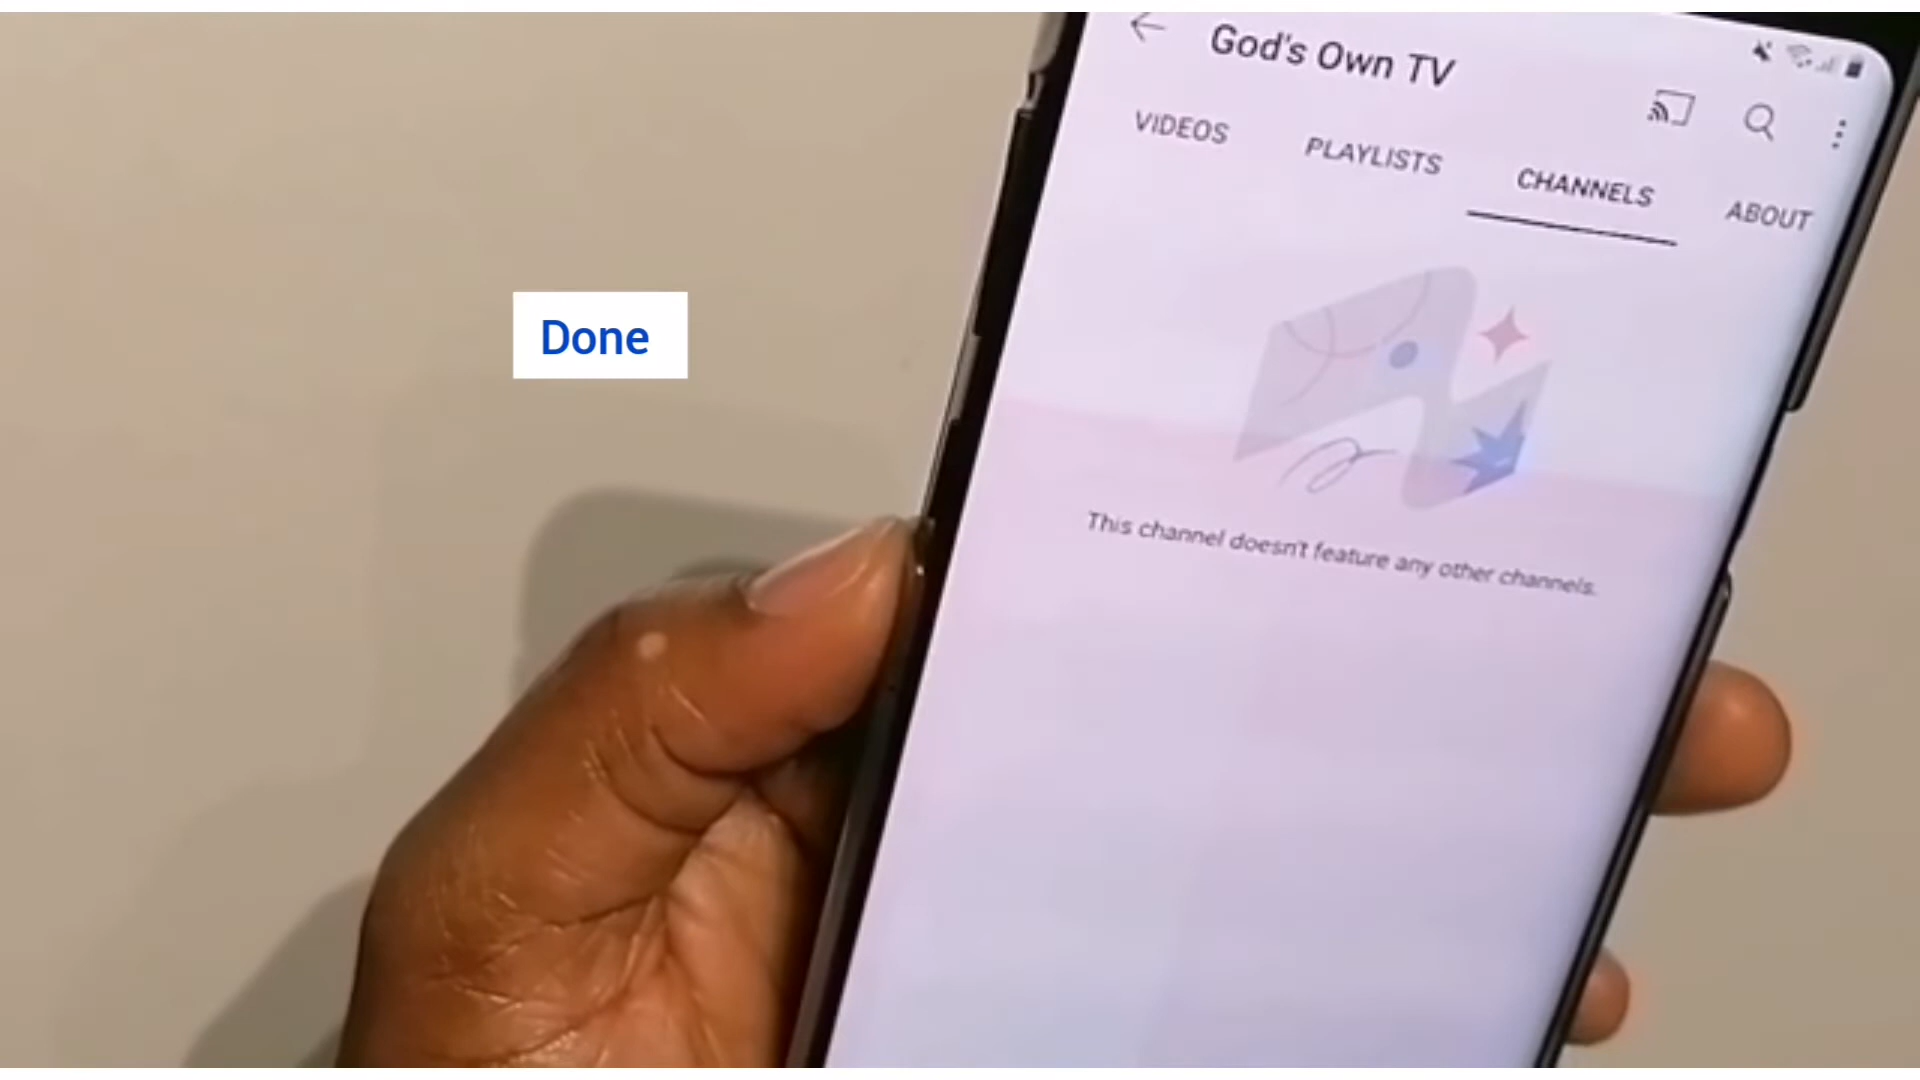 God's Own TV
VIDEOS PLAYLISTS CHANNELS ABOUT
Done
This channel doesn't feature any other channels.